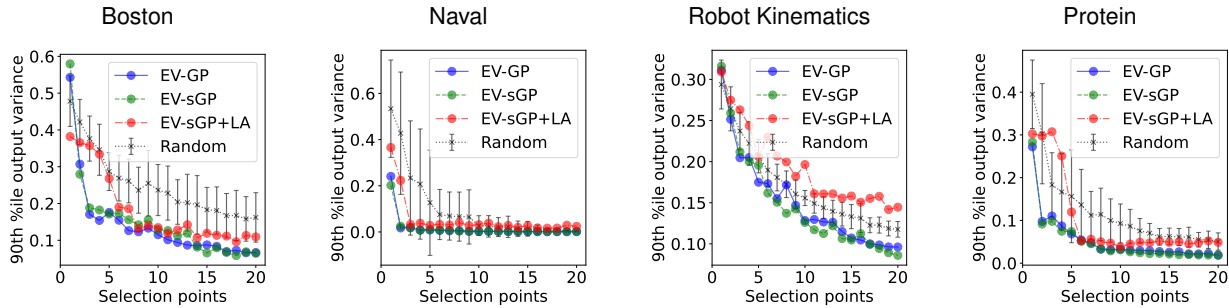 Boston
90th %ile output variance
0.6
0.5
0.4
0.3
0.2
0.1
EV-GP
EV-sGP
EV-sGP+LA
Random
0 5 10 15 20
Selection points
Naval
90th %ile output variance
0.6
0.4
0.2
0.0
EV-GP
EV-sGP
EV-sGP+LA
Random
0 5 10 15 20
Selection points
Robot Kinematics
90th %ile output variance
0.30
0.25
0.20
0.15
0.10
EV-GP
EV-sGP
EV-sGP+LA
Random
0 5 10 15 20
Selection points
Protein
90th %ile output variance
0.4
0.3
0.2
0.1
0.0
EV-GP
EV-sGP
EV-sGP+LA
Random
0 5 10 15 20
Selection points